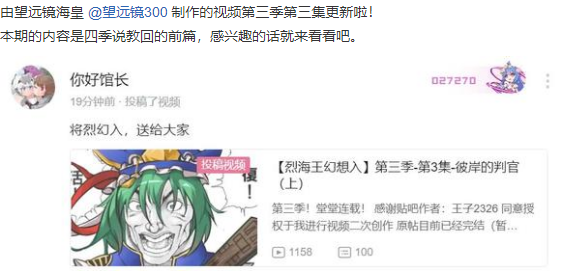 由望远镜海皇 @望远镜300 制作的视频第三季第三集更新啦！
本期的内容是四季说教回的前篇，感兴趣的话就来看看吧。
你好馆长
027270
19分钟前 · 投稿了视频
将烈幻入，送给大家
投稿视频
乱
復！
【烈海王幻想入】第三季-第3集-彼岸的判官
（上）
第三季！堂堂连载！ 感谢贴吧作者：王子2326 同意授
权于我进行视频二次创作 原帖目前已经完结（暂...
1158
100